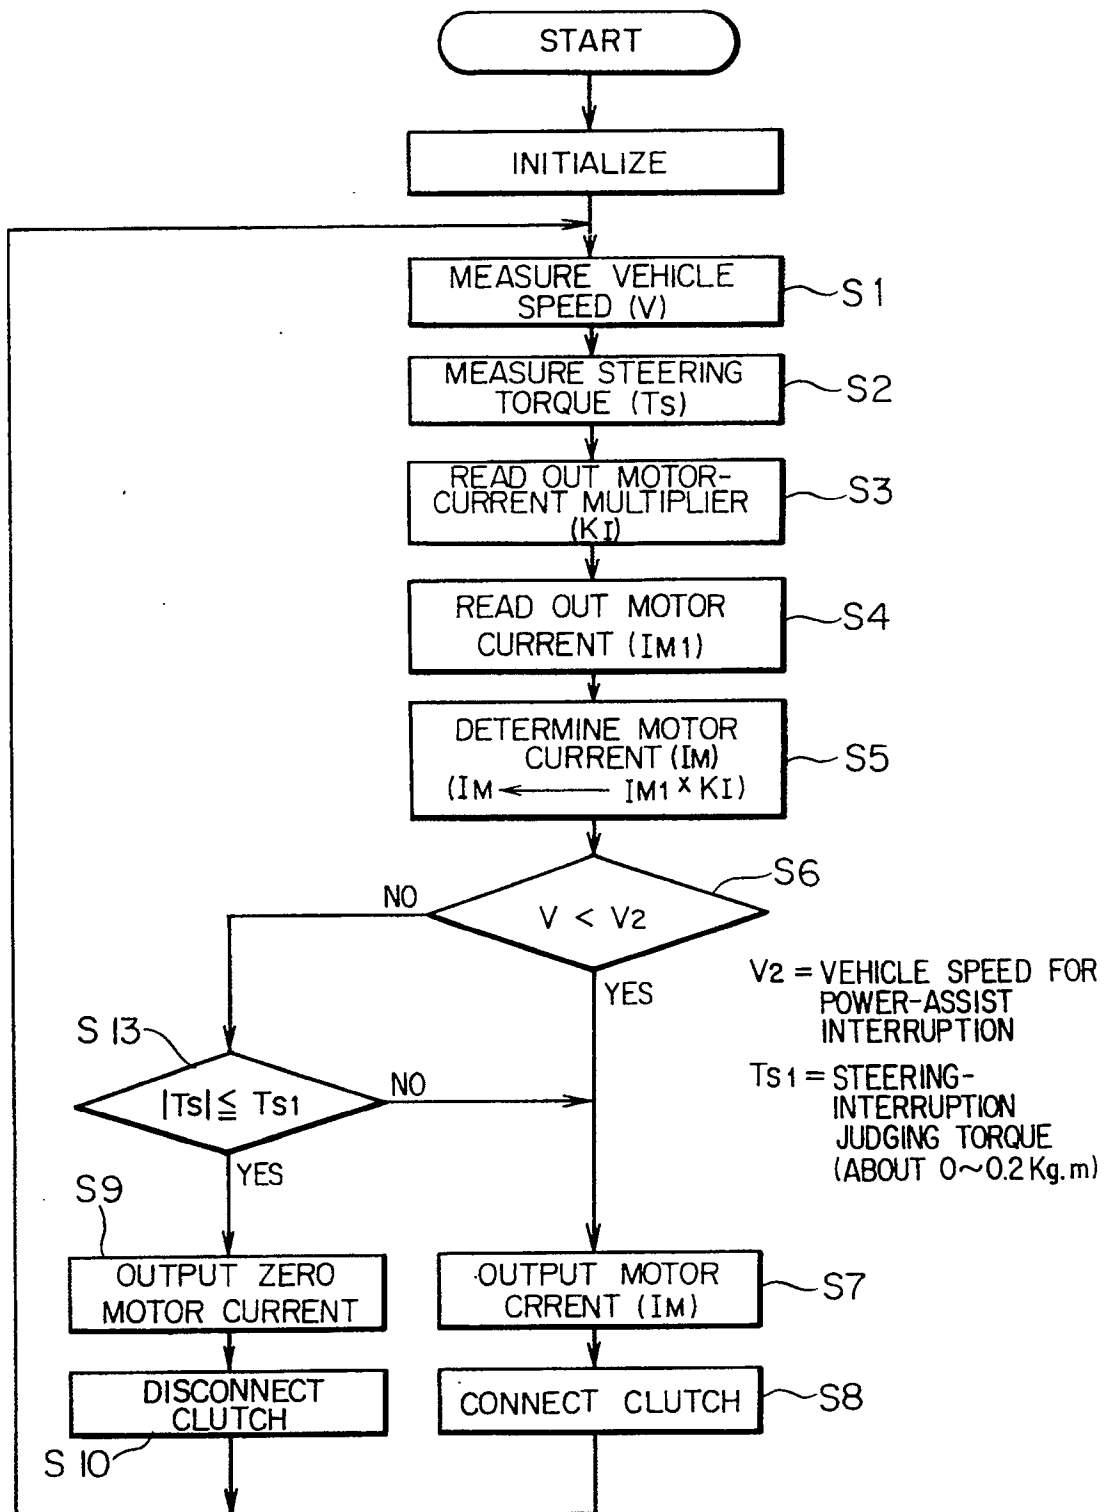 START
INITIALIZE
MEASURE VEHICLE
SPEED (V)
S1
MEASURE STEERING
TORQUE (Ts)
S2
READ OUT MOTOR-
CURRENT MULTIPLIER
(KI)
S3
READ OUT MOTOR
CURRENT (IM1)
S4
DETERMINE MOTOR
CURRENT (IM)
(IM ← IM1 x KI)
S5
S6
V < V2
NO
YES
V2 = VEHICLE SPEED FOR
POWER-ASSIST
INTERRUPTION
Ts1 = STEERING-
INTERRUPTION
JUDGING TORQUE
(ABOUT 0~0.2Kg.m)
S13
|Ts| ≦ Ts1
NO
YES
S9
OUTPUT ZERO
MOTOR CURRENT
OUTPUT MOTOR
CRRENT (IM)
S7
DISCONNECT
CLUTCH
S10
CONNECT CLUTCH
S8